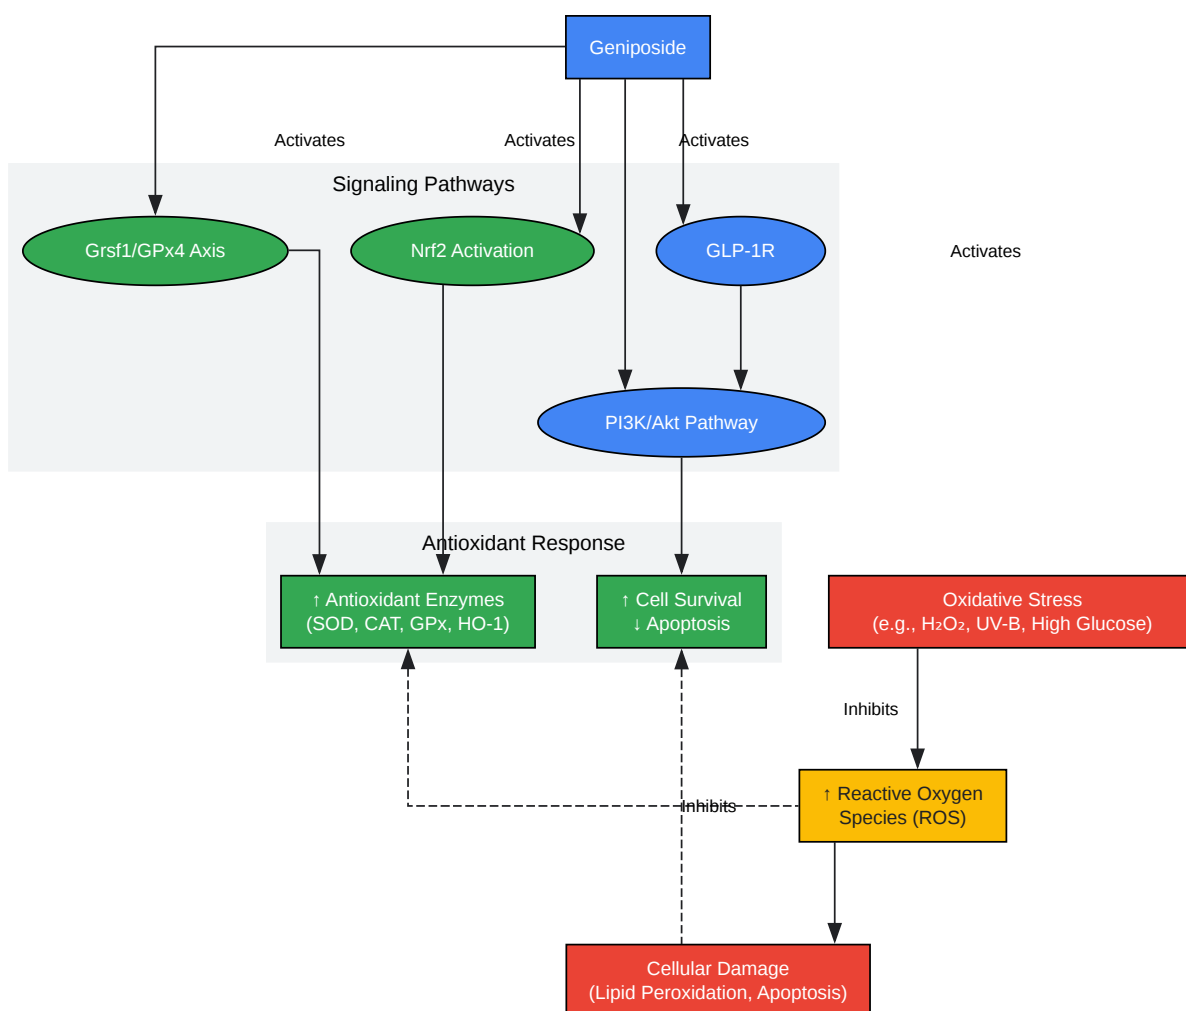 Geniposide
Activates
Activates
Activates
Signaling Pathways
Grsf1/GPx4 Axis
Nrf2 Activation
GLP-1R
Activates
PI3K/Akt Pathway
Antioxidant Response
↑ Antioxidant Enzymes
(SOD, CAT, GPx, HO-1)
↑ Cell Survival
↓ Apoptosis
Oxidative Stress
(e.g., H₂O₂, UV-B, High Glucose)
Inhibits
↑ Reactive Oxygen
Species (ROS)
Inhibits
Cellular Damage
(Lipid Peroxidation, Apoptosis)